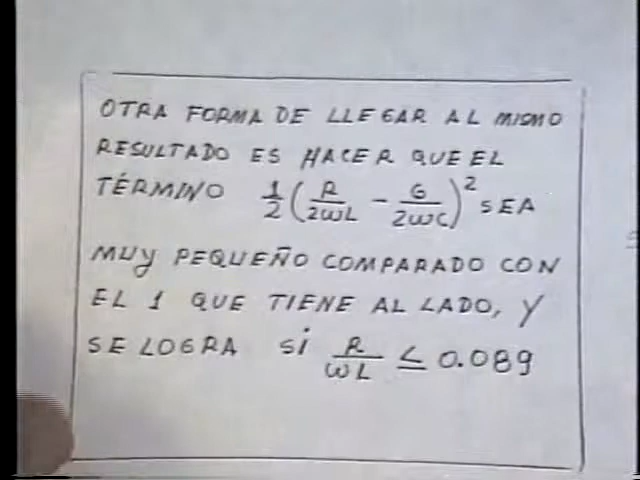 OTRA FORMA DE LLEGAR AL MISMO
RESULTADO ES HACER QUE EL
TÉRMINO 1/2 (R/2ωL - G/2ωC)² SEA
MUY PEQUEÑO COMPARADO CON
EL 1 QUE TIENE AL LADO, Y
SE LOGRA SI R/ωL ≤ 0.089